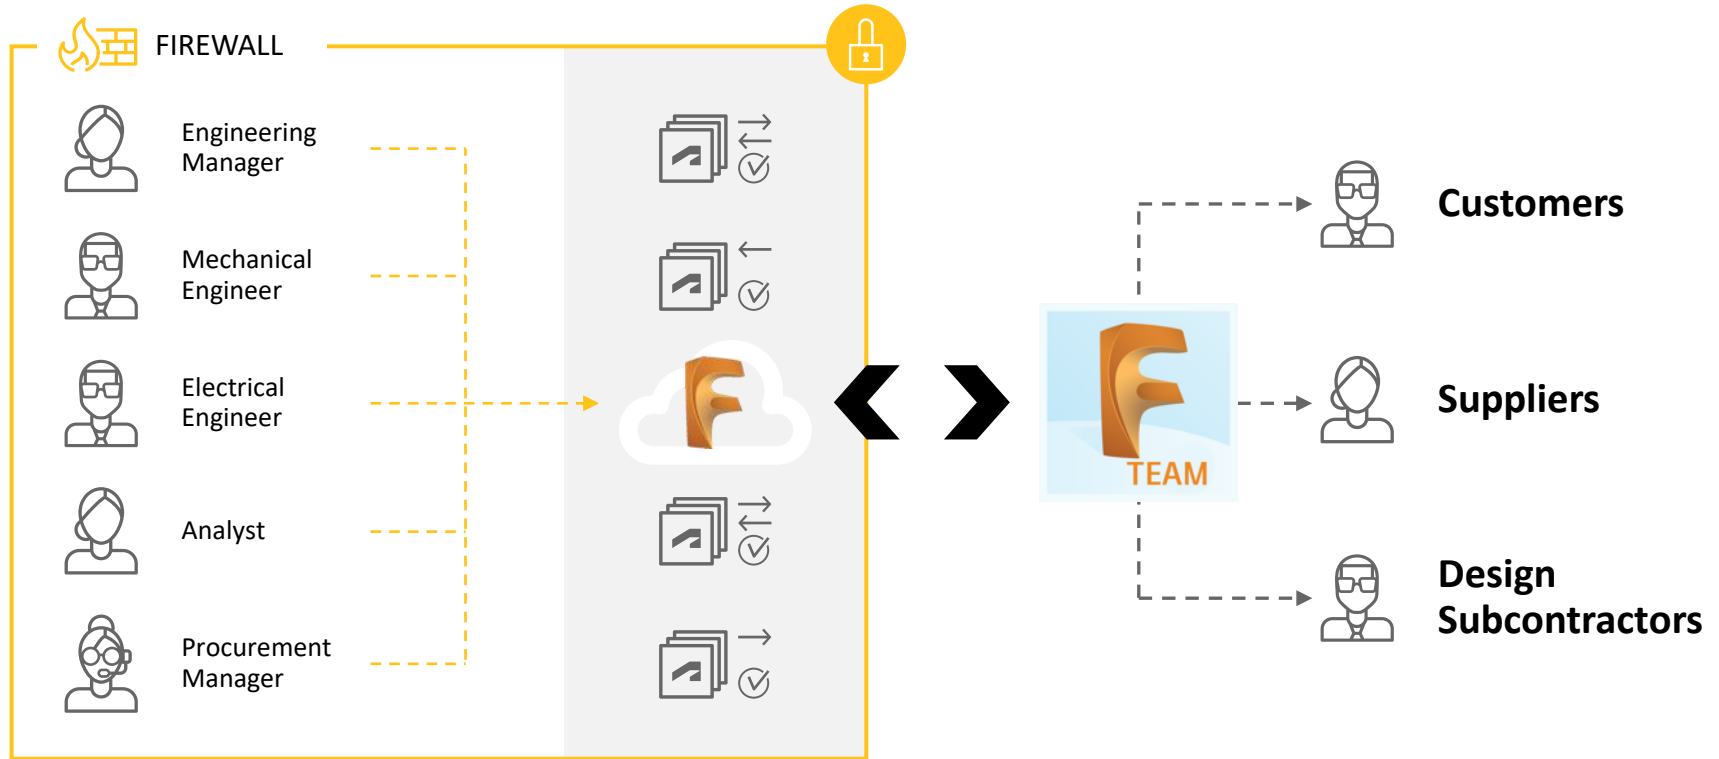 FIREWALL
Engineering
Manager
Mechanical
Engineer
Electrical
Engineer
Analyst
Procurement
Manager
TEAM
Customers
Suppliers
Design
Subcontractors